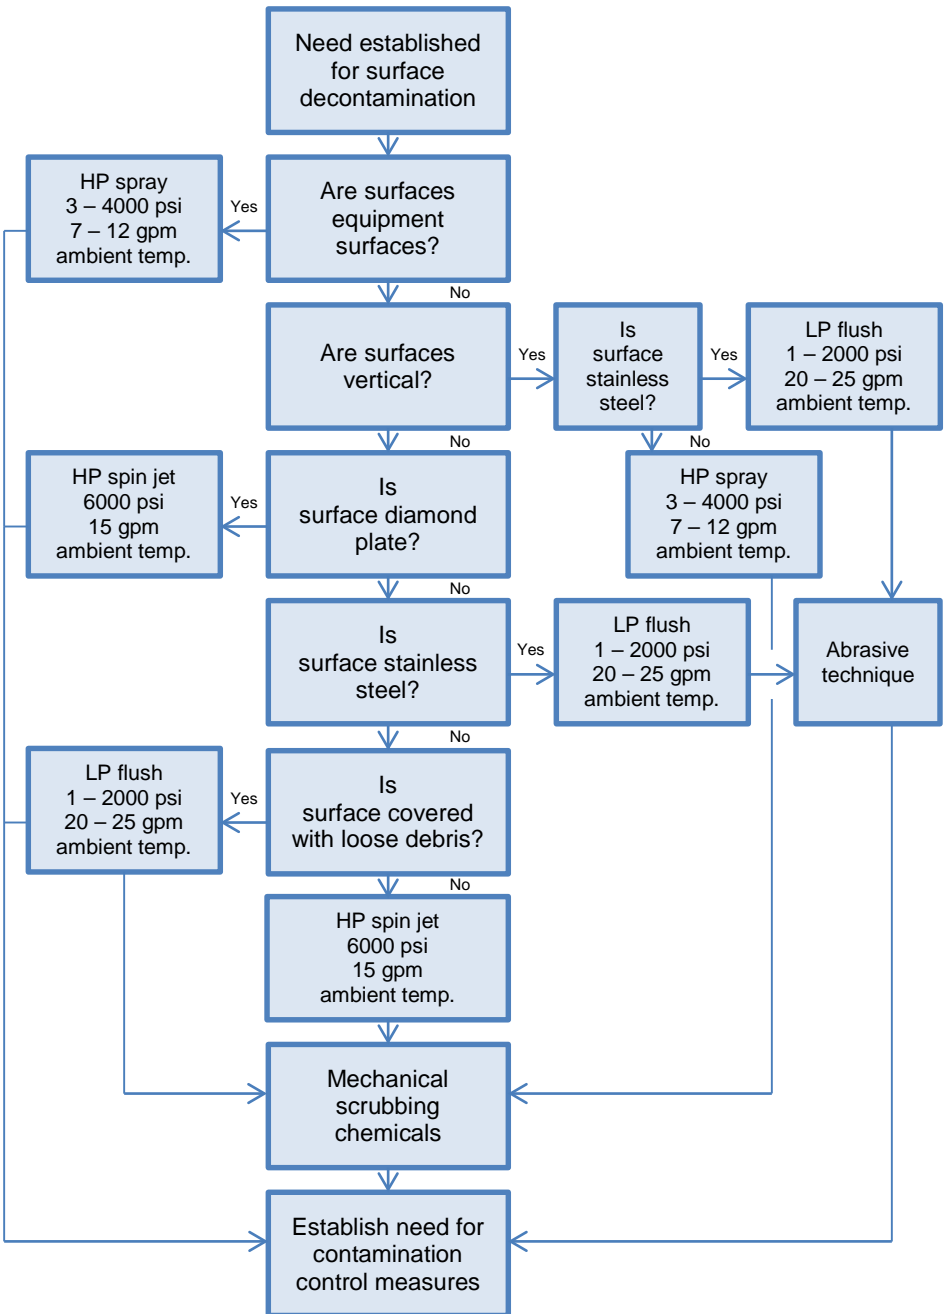 Need established
for surface
decontamination
HP spray
3 – 4000 psi
7 – 12 gpm
ambient temp.
Yes
Are surfaces
equipment
surfaces?
No
Are surfaces
vertical?
Yes
Is
surface
stainless
steel?
Yes
LP flush
1 – 2000 psi
20 – 25 gpm
ambient temp.
No
No
HP spin jet
6000 psi
15 gpm
ambient temp.
Yes
Is
surface diamond
plate?
HP spray
3 – 4000 psi
7 – 12 gpm
ambient temp.
No
Is
surface stainless
steel?
Yes
LP flush
1 – 2000 psi
20 – 25 gpm
ambient temp.
Abrasive
technique
No
LP flush
1 – 2000 psi
20 – 25 gpm
ambient temp.
Yes
Is
surface covered
with loose debris?
No
HP spin jet
6000 psi
15 gpm
ambient temp.
Mechanical
scrubbing
chemicals
Establish need for
contamination
control measures